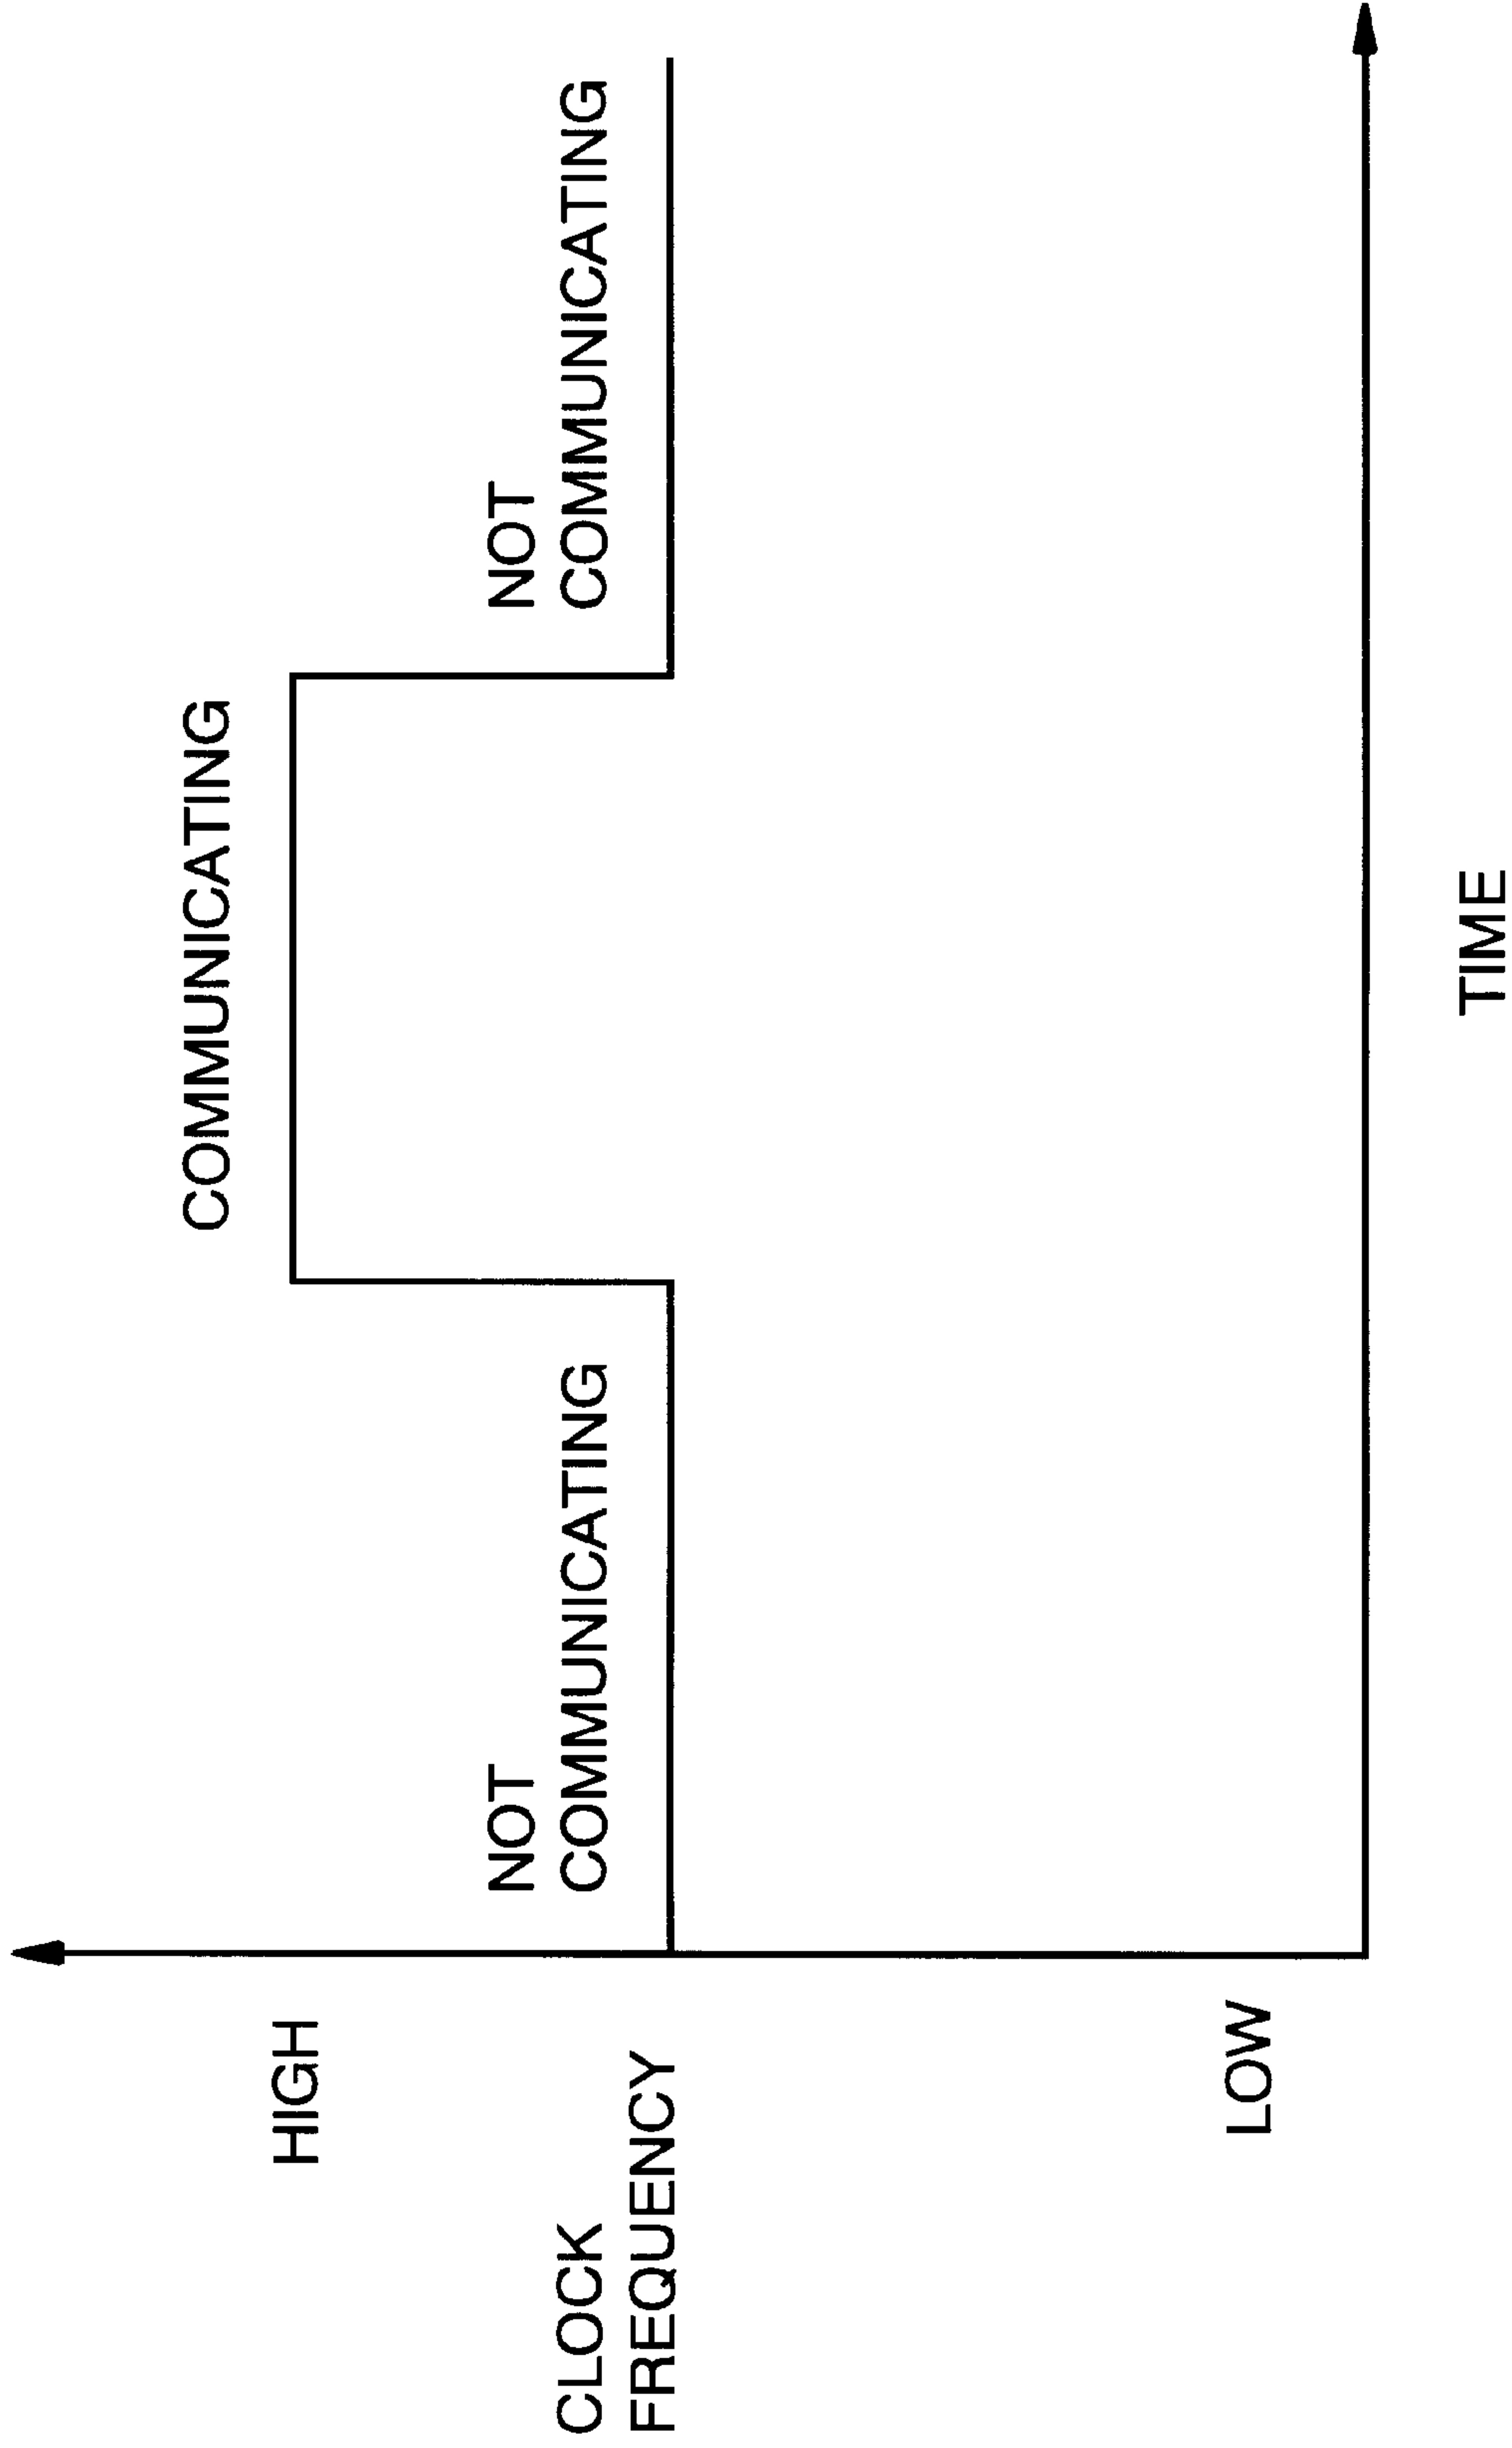 COMMUNICATING
HIGH
NOT
COMMUNICATING
NOT
COMMUNICATING
CLOCK
FREQUENCY
LOW
TIME